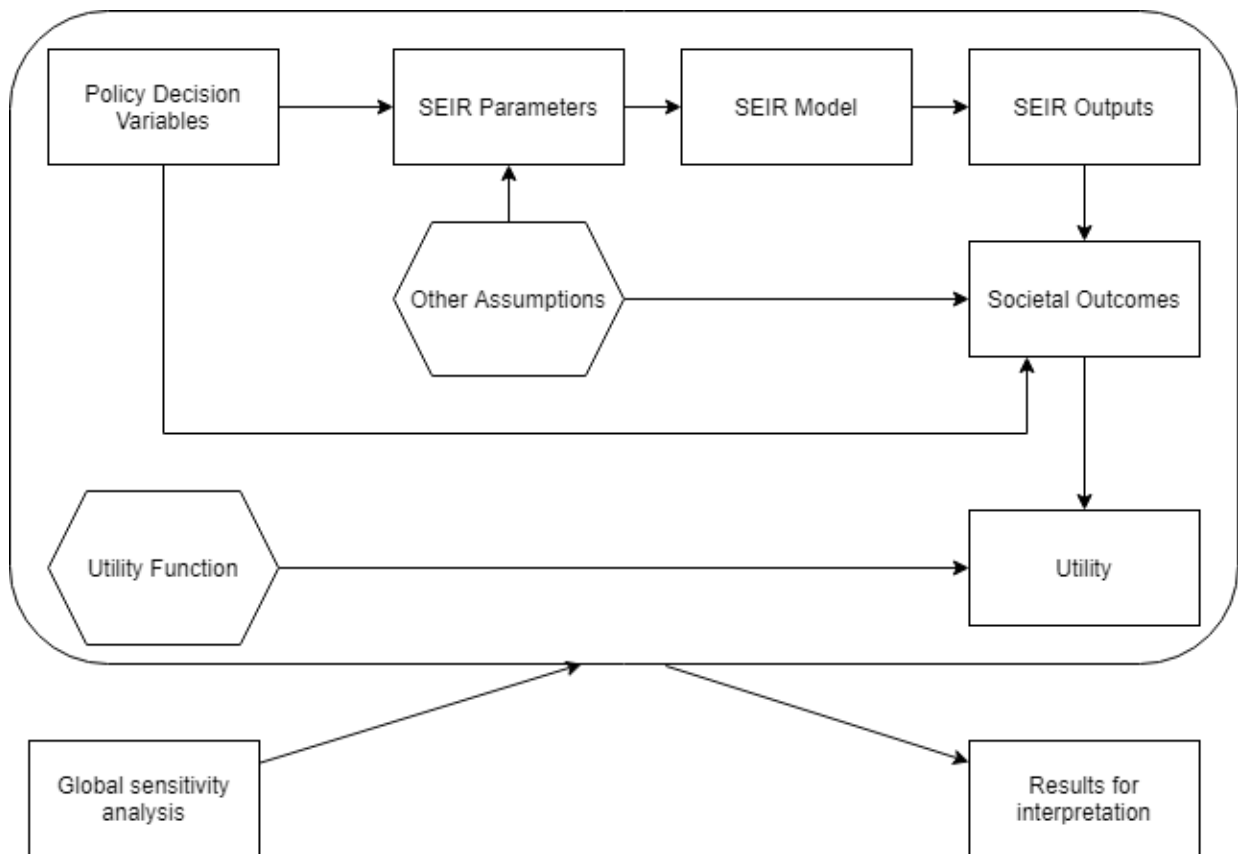 Policy Decision
Variables
SEIR Parameters
SEIR Model
SEIR Outputs
Other Assumptions
Societal Outcomes
Utility Function
Utility
Global sensitivity
analysis
Results for
interpretation